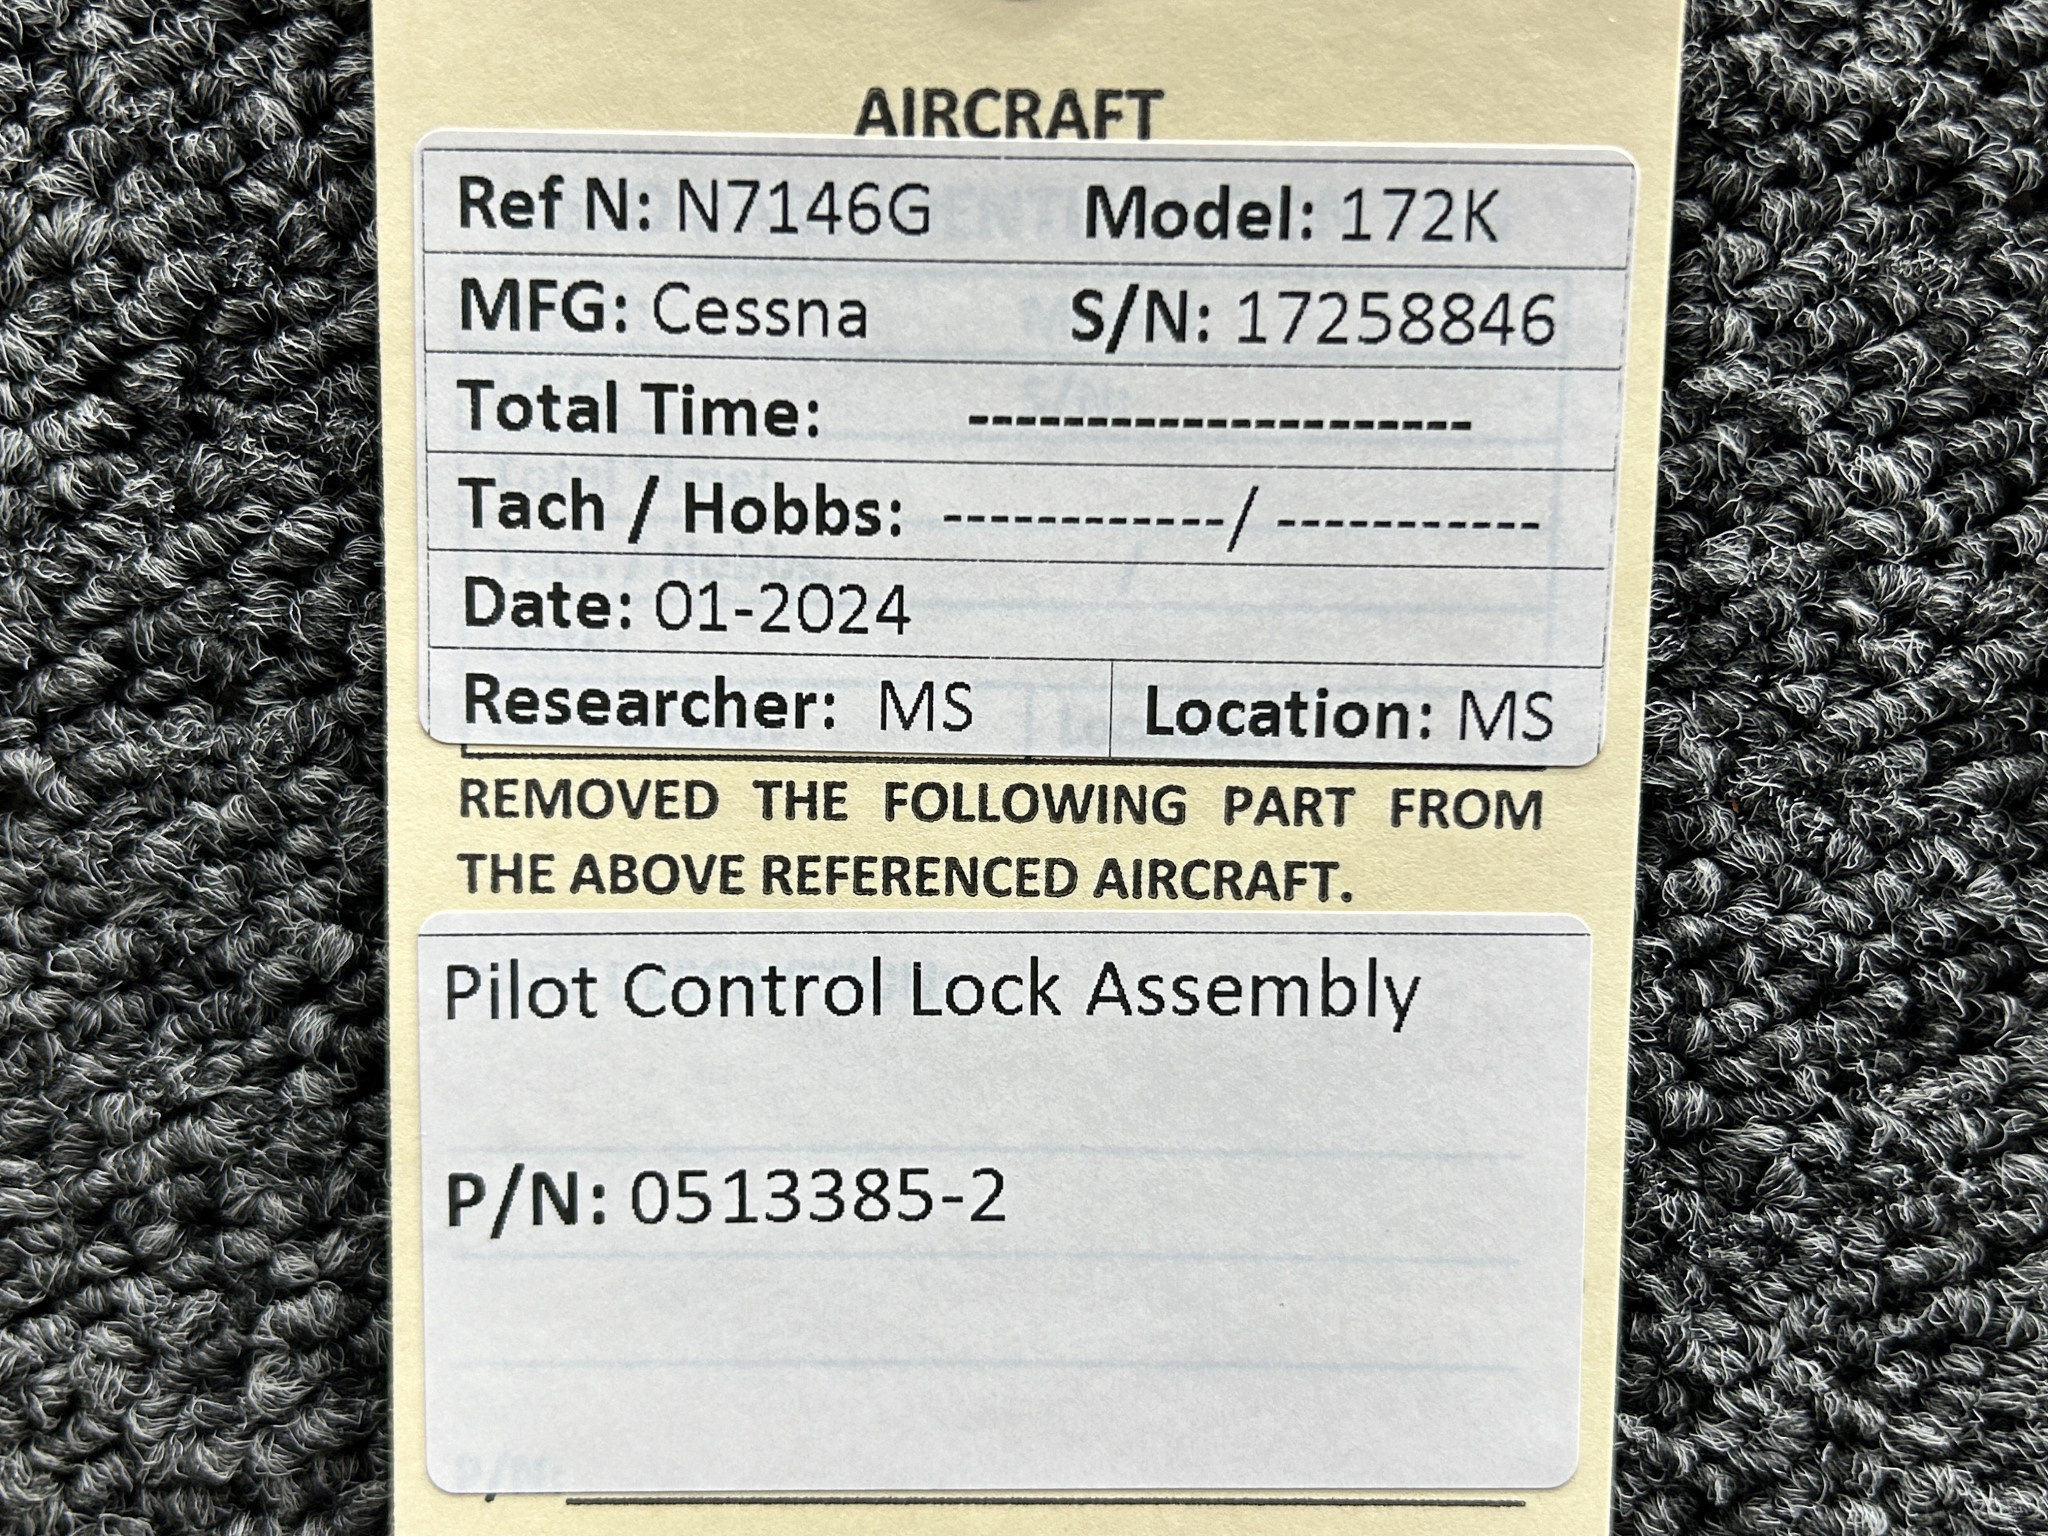 AIRCRAFT
Ref N: N7146G Model: 172K
MFG: Cessna S/N: 17258846
Total Time: ---------------------
Tach / Hobbs: ------------/ -----------
Date: 01-2024
Researcher: MS Location: MS
REMOVED THE FOLLOWING PART FROM
THE ABOVE REFERENCED AIRCRAFT.
Pilot Control Lock Assembly
P/N: 0513385-2
P/N: